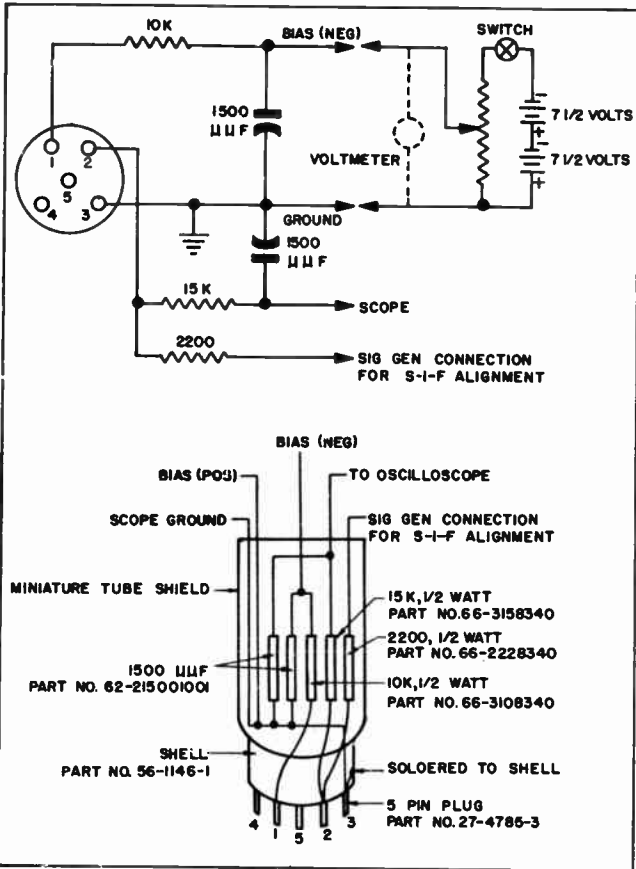 10K
BIAS (NEG)
SWITCH
1500
µµF
VOLTMETER
7 1/2 VOLTS
7 1/2 VOLTS
1
2
5
4
3
GROUND
1500
µµF
15K
SCOPE
2200
SIG GEN CONNECTION
FOR S-I-F ALIGNMENT
BIAS (NEG)
BIAS (POS)
TO OSCILLOSCOPE
SCOPE GROUND
SIG GEN CONNECTION
FOR S-I-F ALIGNMENT
MINIATURE TUBE SHIELD
15K, 1/2 WATT
PART NO. 66-3158340
2200, 1/2 WATT
PART NO. 66-2228340
1500 µµF
PART NO. 62-215001001
10K, 1/2 WATT
PART NO. 66-3108340
SHELL
PART NO. 56-1146-1
SOLOERED TO SHELL
5 PIN PLUG
PART NO. 27-4785-3
4 1 5 2 3